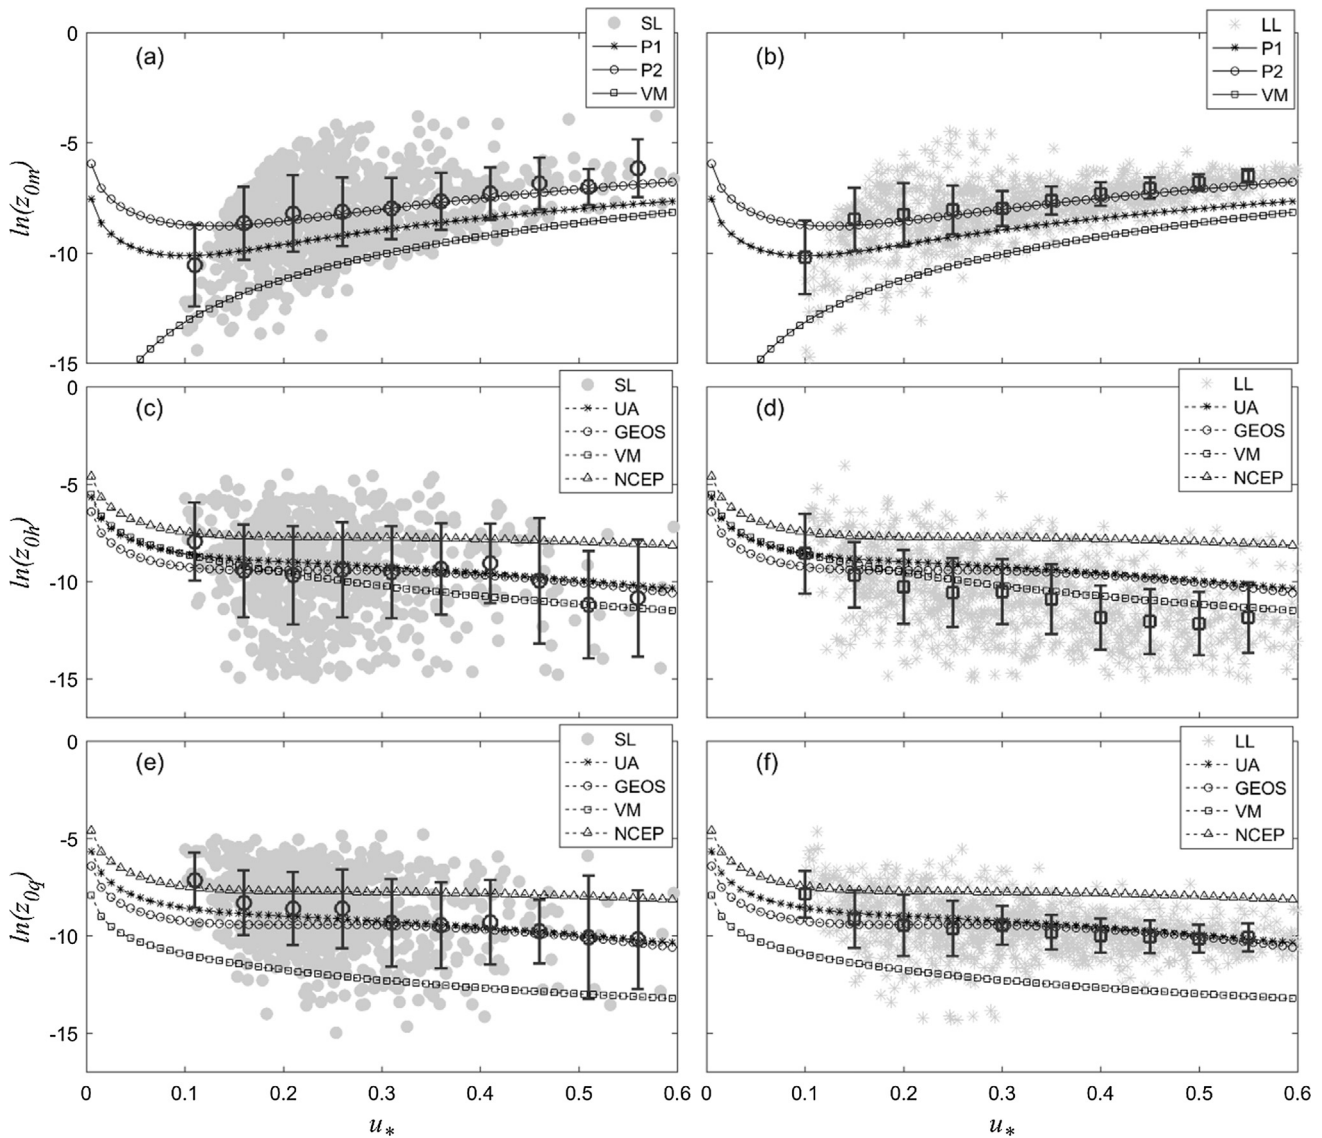 0
-5
-10
-15
ln(z0m)
(a)
SL
P1
P2
VM
(b)
LL
P1
P2
VM
0
-5
-10
-15
ln(z0h)
(c)
SL
UA
GEOS
VM
NCEP
(d)
LL
UA
GEOS
VM
NCEP
0
-5
-10
-15
ln(z0q)
(e)
SL
UA
GEOS
VM
NCEP
(f)
LL
UA
GEOS
VM
NCEP
0 0.1 0.2 0.3 0.4 0.5 0.6
0 0.1 0.2 0.3 0.4 0.5 0.6
u*
u*